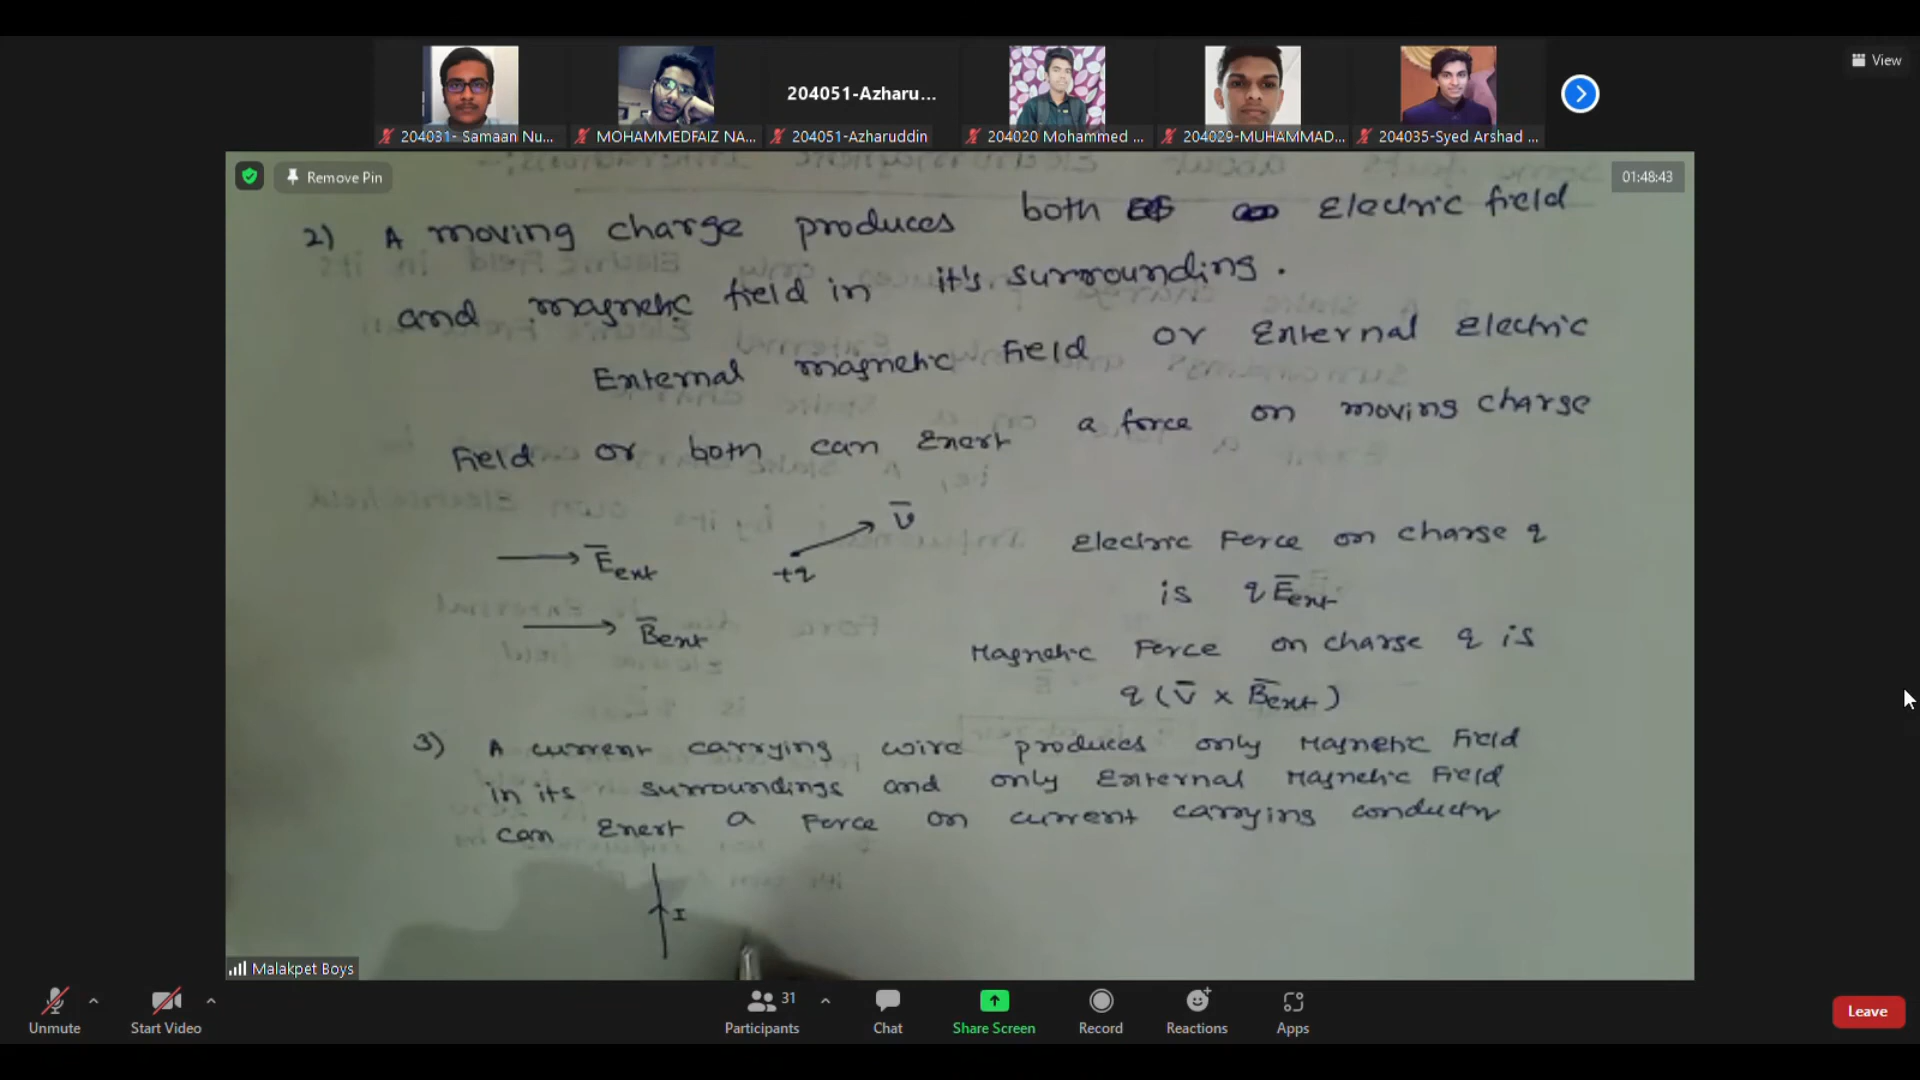 View
204051-Azharu...
204031- Samaan Nu...
MOHAMMEDFAIZ NA...
204051-Azharuddin
204020 Mohammed ...
204029-MUHAMMAD...
204035-Syed Arshad ...
Remove Pin
01:48:43
2) A moving charge produces both Electric field
and magnetic field in it's surrounding.
External magnetic Field or External Electric
Field or both can Exert a force on moving charge
V̄
Ēext
+q
B̄ext
Electric Force on charge q
is qĒext
Magnetic Force on charge q is
q(V̄ × B̄ext)
3) A current carrying wire produces only Magnetic Field
in its surroundings and only External Magnetic Field
can Exert a Force on current carrying conductor
I
Malakpet Boys
Unmute
Start Video
31
Participants
Chat
Share Screen
Record
Reactions
Apps
Leave